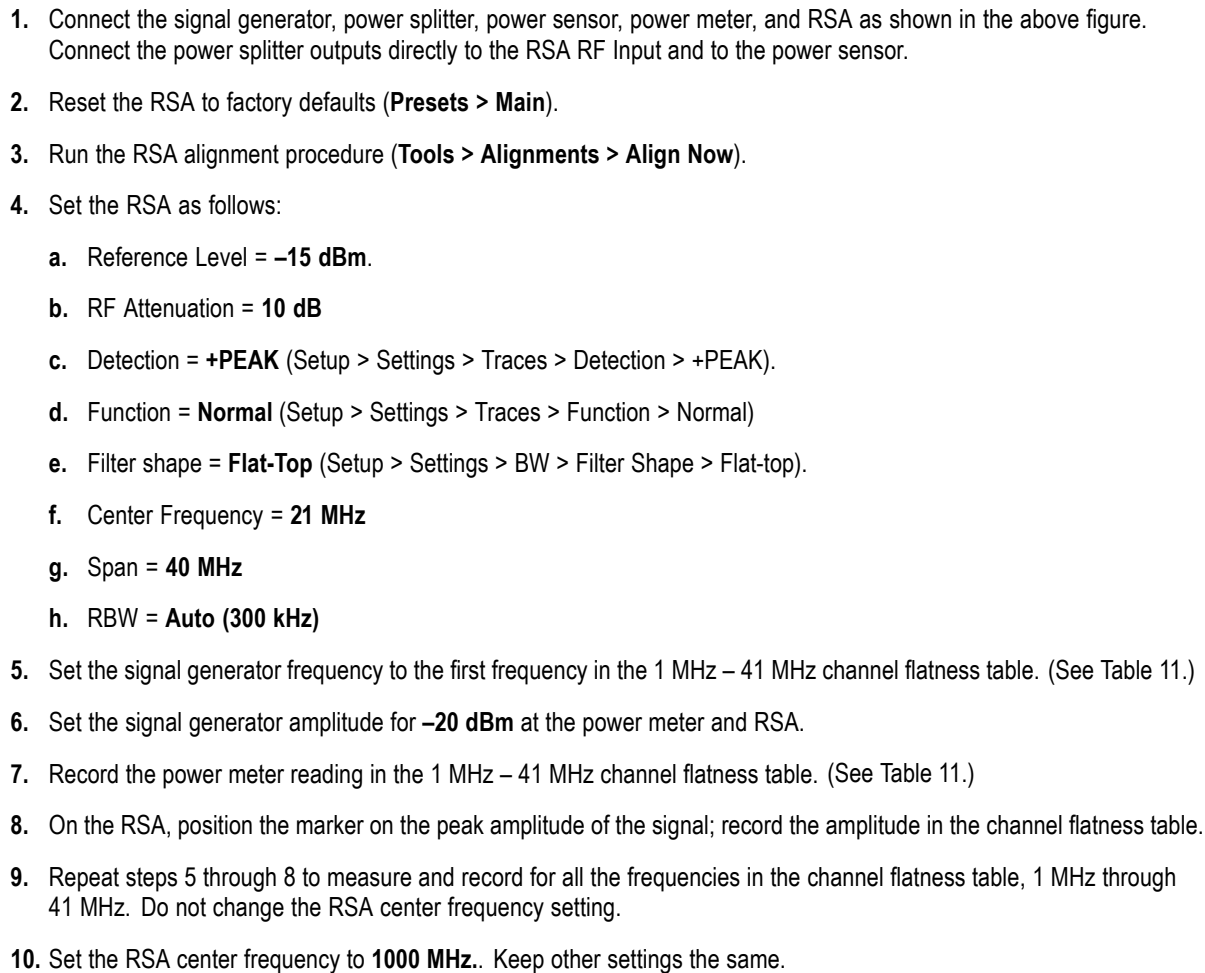 1. Connect the signal generator, power splitter, power sensor, power meter, and RSA as shown in the above figure.
Connect the power splitter outputs directly to the RSA RF Input and to the power sensor.
2. Reset the RSA to factory defaults (Presets > Main).
3. Run the RSA alignment procedure (Tools > Alignments > Align Now).
4. Set the RSA as follows:
a. Reference Level = –15 dBm.
b. RF Attenuation = 10 dB
c. Detection = +PEAK (Setup > Settings > Traces > Detection > +PEAK).
d. Function = Normal (Setup > Settings > Traces > Function > Normal)
e. Filter shape = Flat-Top (Setup > Settings > BW > Filter Shape > Flat-top).
f. Center Frequency = 21 MHz
g. Span = 40 MHz
h. RBW = Auto (300 kHz)
5. Set the signal generator frequency to the first frequency in the 1 MHz – 41 MHz channel flatness table. (See Table 11.)
6. Set the signal generator amplitude for –20 dBm at the power meter and RSA.
7. Record the power meter reading in the 1 MHz – 41 MHz channel flatness table. (See Table 11.)
8. On the RSA, position the marker on the peak amplitude of the signal; record the amplitude in the channel flatness table.
9. Repeat steps 5 through 8 to measure and record for all the frequencies in the channel flatness table, 1 MHz through
41 MHz. Do not change the RSA center frequency setting.
10. Set the RSA center frequency to 1000 MHz.. Keep other settings the same.